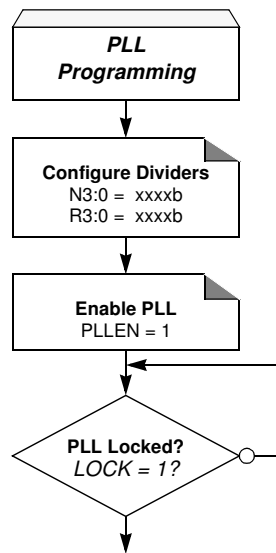 PLL
Programming
Configure Dividers
N3:0 = xxxxb
R3:0 = xxxxb
Enable PLL
PLLEN = 1
PLL Locked?
LOCK = 1?